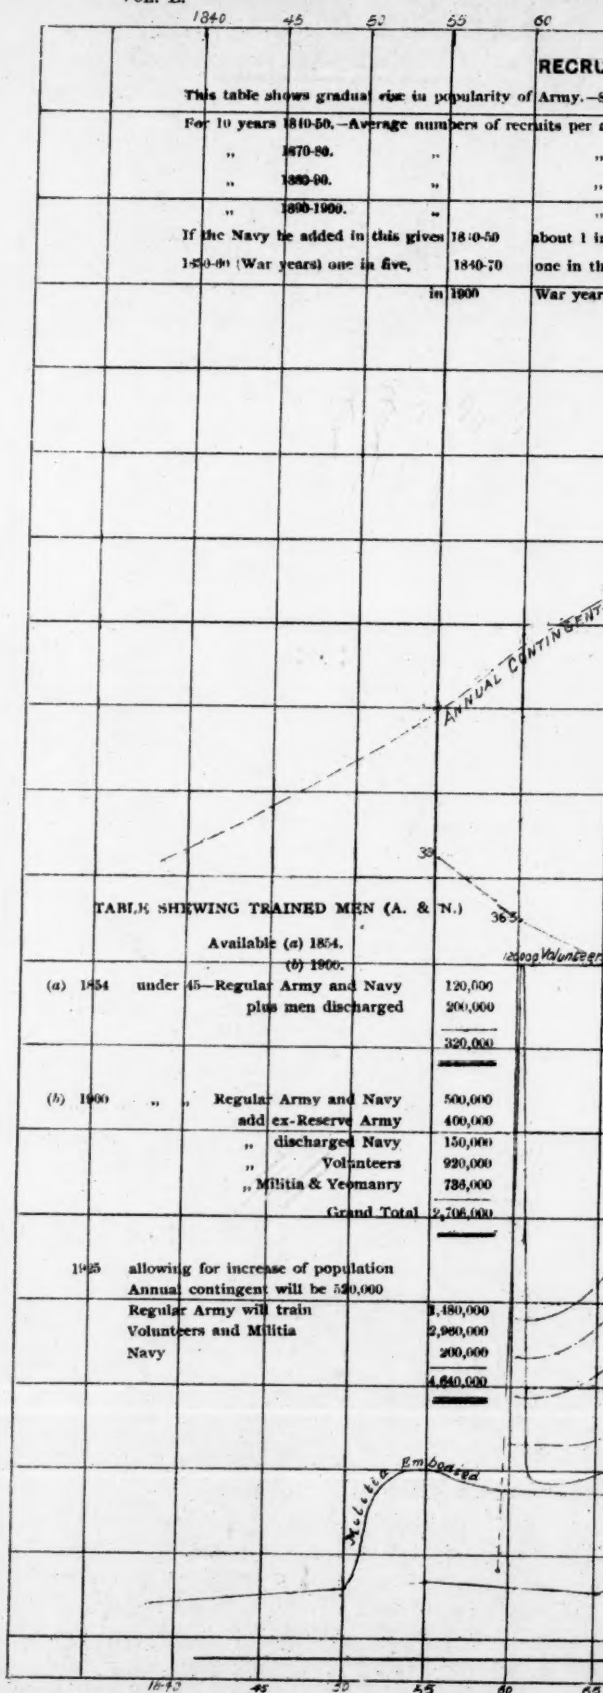 1840 45 50 55 60
RECRU
This table shows gradual rise in popularity of Army.—S
For 10 years 1840-50.—Average numbers of recruits per a
„ 1870-80. „ „
„ 1880-90. „ „
„ 1890-1900. „ „
If the Navy be added in this gives 1840-50 about 1 in
1850-60 (War years) one in five, 1840-70 one in th
in 1900 War year
ANNUAL CONTINGENT
33
36.5
TABLE SHEWING TRAINED MEN (A. & N.)
Available (a) 1854.
(b) 1900.
120000 Volunteer
(a) 1854 under 45—Regular Army and Navy 120,000
plus men discharged 200,000
320,000
(b) 1900 „ „ Regular Army and Navy 500,000
add ex-Reserve Army 400,000
„ discharged Navy 150,000
„ Volunteers 920,000
„ Militia & Yeomanry 736,000
Grand Total 2,706,000
1925 allowing for increase of population
Annual contingent will be 520,000
Regular Army will train 1,480,000
Volunteers and Militia 2,960,000
Navy 200,000
4,640,000
Militia Embodied
1840 45 50 55 60 65